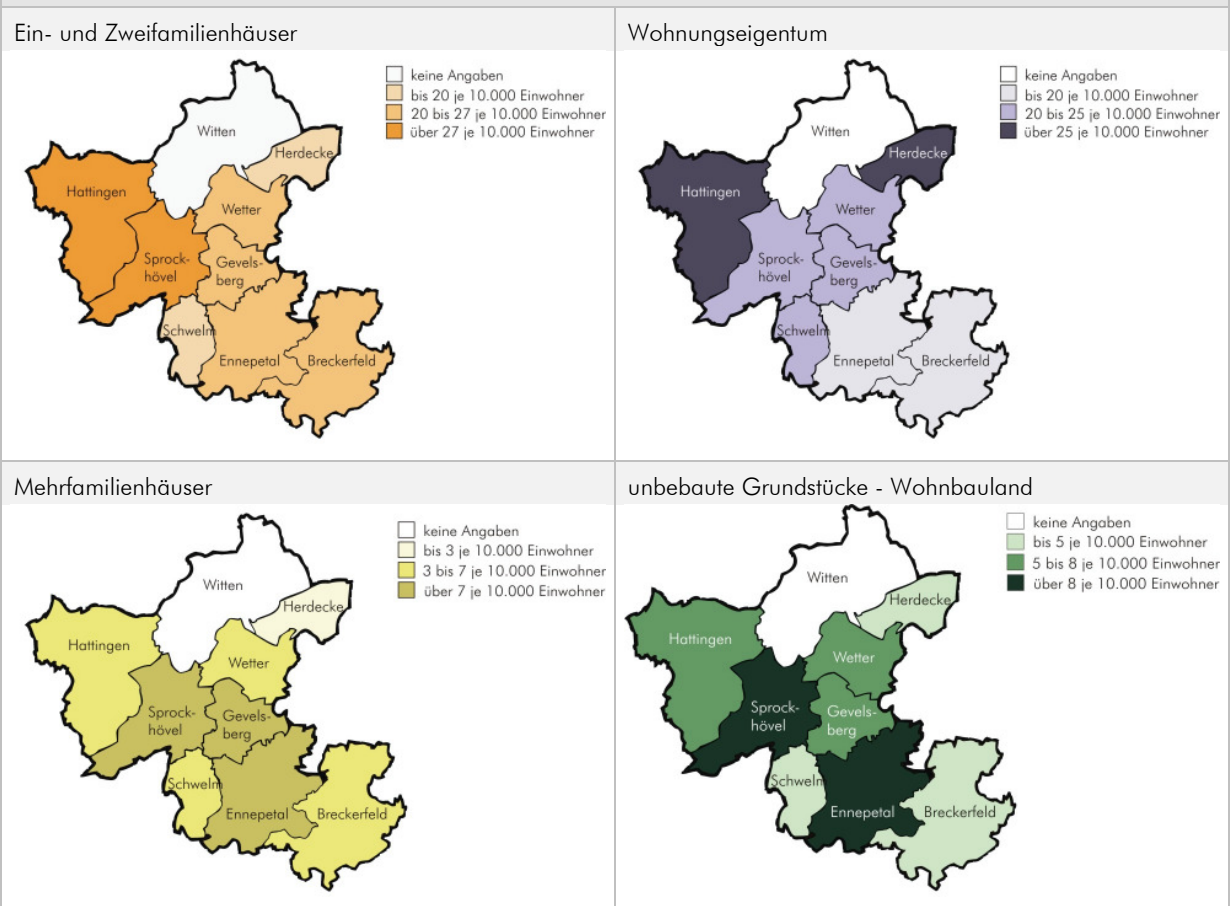 Ein- und Zweifamilienhäuser
keine Angaben
bis 20 je 10.000 Einwohner
20 bis 27 je 10.000 Einwohner
über 27 je 10.000 Einwohner
Witten
Herdecke
Hattingen
Wetter
Sprock-
hövel
Gevels-
berg
Schwelm
Ennepetal
Breckerfeld
Wohnungseigentum
keine Angaben
bis 20 je 10.000 Einwohner
20 bis 25 je 10.000 Einwohner
über 25 je 10.000 Einwohner
Witten
Herdecke
Hattingen
Wetter
Sprock-
hövel
Gevels-
berg
Schwelm
Ennepetal
Breckerfeld
Mehrfamilienhäuser
keine Angaben
bis 3 je 10.000 Einwohner
3 bis 7 je 10.000 Einwohner
über 7 je 10.000 Einwohner
Witten
Herdecke
Hattingen
Wetter
Sprock-
hövel
Gevels-
berg
Schwelm
Ennepetal
Breckerfeld
unbebaute Grundstücke - Wohnbauland
keine Angaben
bis 5 je 10.000 Einwohner
5 bis 8 je 10.000 Einwohner
über 8 je 10.000 Einwohner
Witten
Herdecke
Hattingen
Wetter
Sprock-
hövel
Gevels-
berg
Schwelm
Ennepetal
Breckerfeld